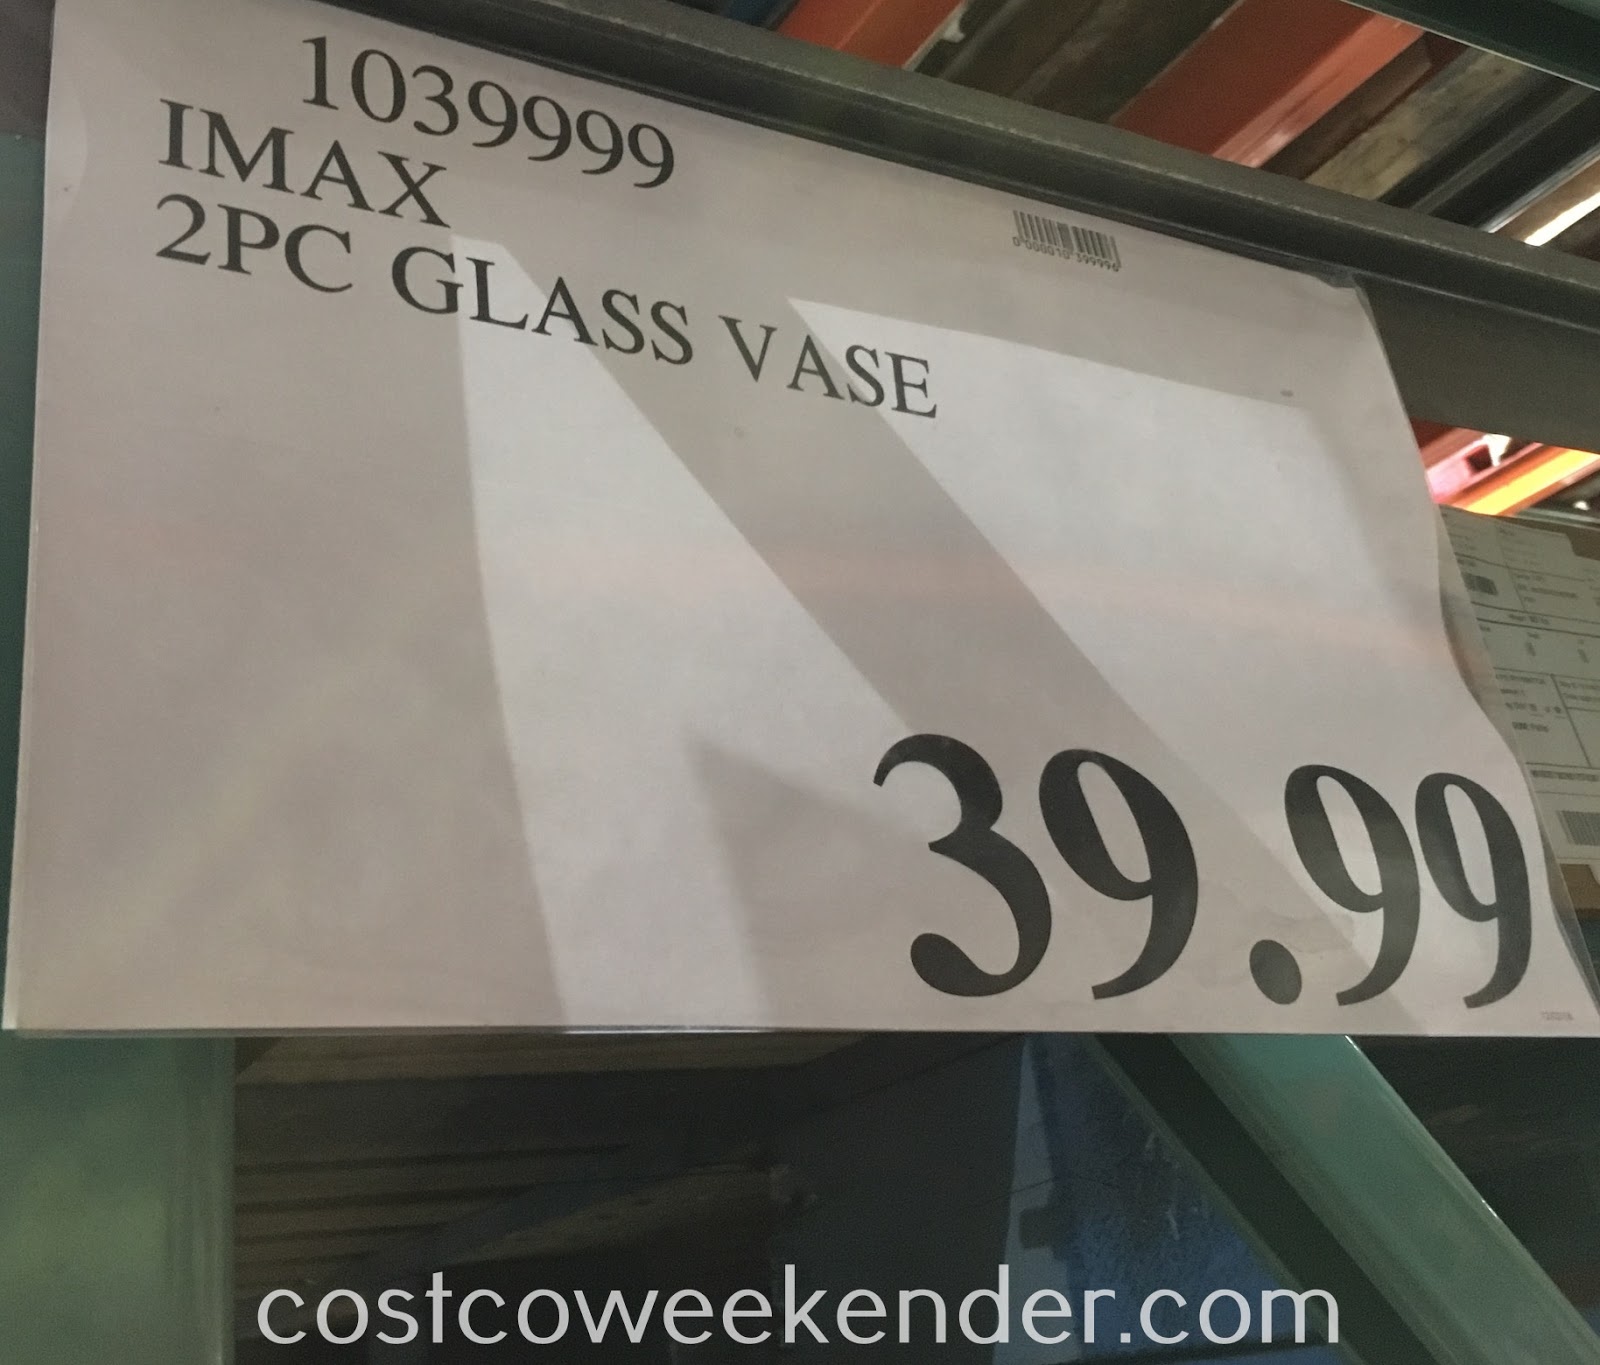 1039999
IMAX
2PC GLASS VASE
39.99
costcoweekender.com